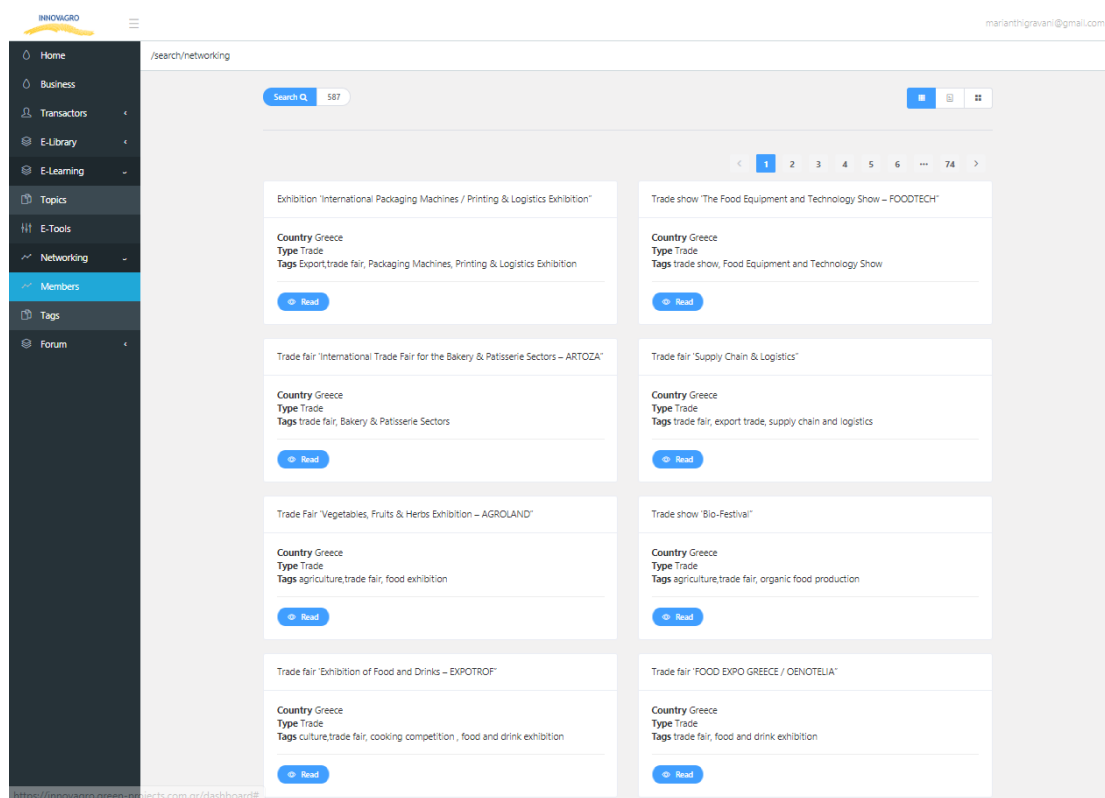 INNOVAGRO
marianthigravani@gmail.com
Home
/search/networking
Business
Transactors
E-Library
E-Learning
Topics
E-Tools
Networking
Members
Tags
Forum
Search 587
1 2 3 4 5 6 ••• 74
Exhibition "International Packaging Machines / Printing & Logistics Exhibition"
Country Greece
Type Trade
Tags Export,trade fair, Packaging Machines, Printing & Logistics Exhibition
Read
Trade show "The Food Equipment and Technology Show – FOODTECH"
Country Greece
Type Trade
Tags trade show, Food Equipment and Technology Show
Read
Trade fair "International Trade Fair for the Bakery & Patisserie Sectors – ARTOZA"
Country Greece
Type Trade
Tags trade fair, Bakery & Patisserie Sectors
Read
Trade fair "Supply Chain & Logistics"
Country Greece
Type Trade
Tags trade fair, export trade, supply chain and logistics
Read
Trade Fair "Vegetables, Fruits & Herbs Exhibition – AGROLAND"
Country Greece
Type Trade
Tags agriculture,trade fair, food exhibition
Read
Trade show "Bio-Festival"
Country Greece
Type Trade
Tags agriculture,trade fair, organic food production
Read
Trade fair "Exhibition of Food and Drinks – EXPOTROF"
Country Greece
Type Trade
Tags culture,trade fair, cooking competition , food and drink exhibition
Read
Trade fair "FOOD EXPO GREECE / OENOTELIA"
Country Greece
Type Trade
Tags trade fair, food and drink exhibition
Read
https://innovagro.green-projects.com.gr/dashboard#